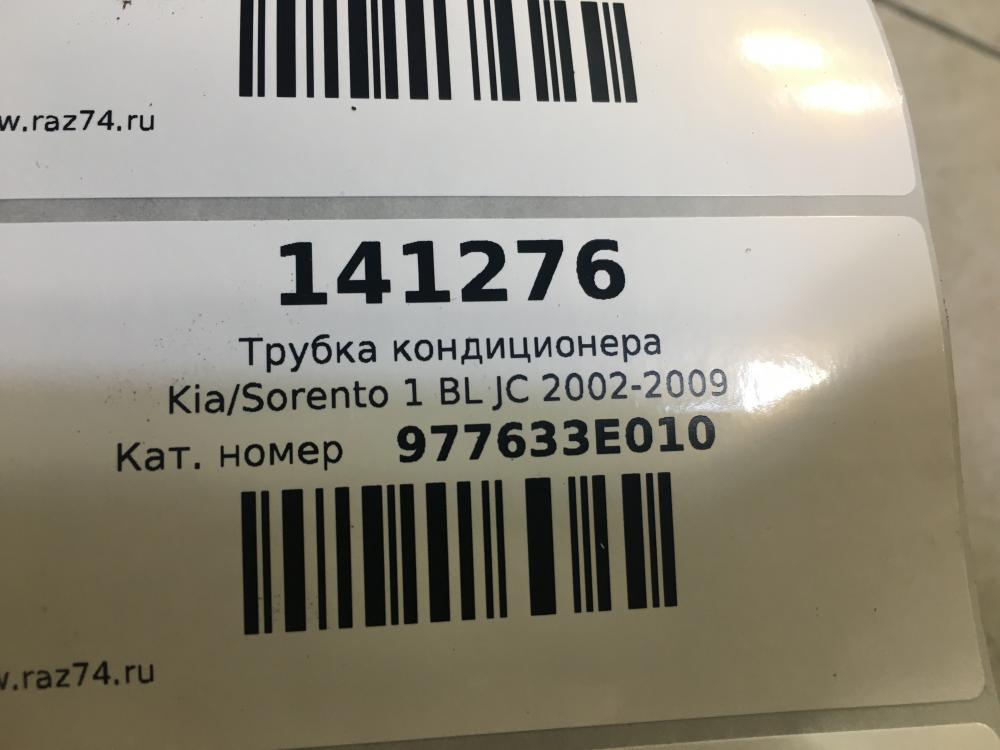 w.raz74.ru
141276
Трубка кондиционера
Kia/Sorento 1 BL JC 2002-2009
Кат. номер 977633E010
w.raz74.ru